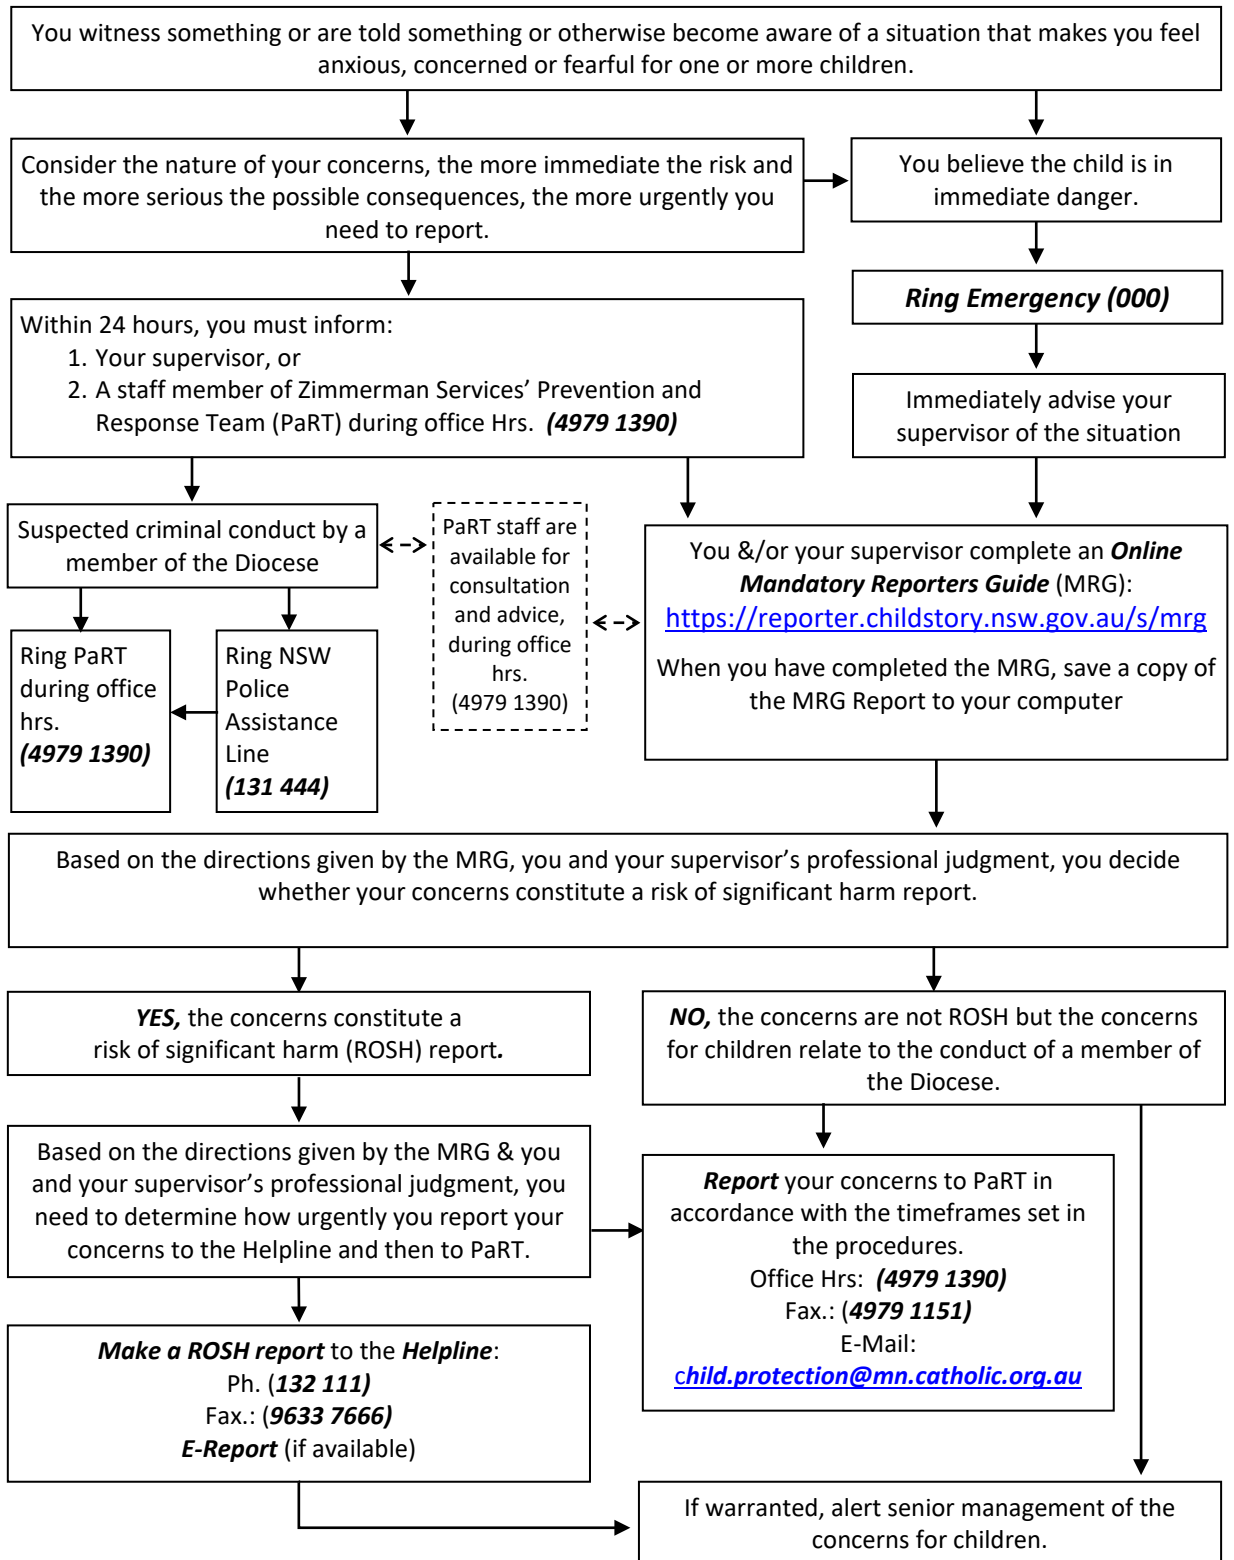 You witness something or are told something or otherwise become aware of a situation that makes you feel
anxious, concerned or fearful for one or more children.
Consider the nature of your concerns, the more immediate the risk and
the more serious the possible consequences, the more urgently you
need to report.
You believe the child is in
immediate danger.
Ring Emergency (000)
Within 24 hours, you must inform:
1. Your supervisor, or
2. A staff member of Zimmerman Services’ Prevention and
Response Team (PaRT) during office Hrs. (4979 1390)
Immediately advise your
supervisor of the situation
Suspected criminal conduct by a
member of the Diocese
PaRT staff are
available for
consultation
and advice,
during office
hrs.
(4979 1390)
You &/or your supervisor complete an Online
Mandatory Reporters Guide (MRG):
https://reporter.childstory.nsw.gov.au/s/mrg
When you have completed the MRG, save a copy of
the MRG Report to your computer
Ring PaRT
during office
hrs.
(4979 1390)
Ring NSW
Police
Assistance
Line
(131 444)
Based on the directions given by the MRG, you and your supervisor’s professional judgment, you decide
whether your concerns constitute a risk of significant harm report.
YES, the concerns constitute a
risk of significant harm (ROSH) report.
NO, the concerns are not ROSH but the concerns
for children relate to the conduct of a member of
the Diocese.
Based on the directions given by the MRG & you
and your supervisor’s professional judgment, you
need to determine how urgently you report your
concerns to the Helpline and then to PaRT.
Report your concerns to PaRT in
accordance with the timeframes set in
the procedures.
Office Hrs: (4979 1390)
Fax.: (4979 1151)
E-Mail:
child.protection@mn.catholic.org.au
Make a ROSH report to the Helpline:
Ph. (132 111)
Fax.: (9633 7666)
E-Report (if available)
If warranted, alert senior management of the
concerns for children.